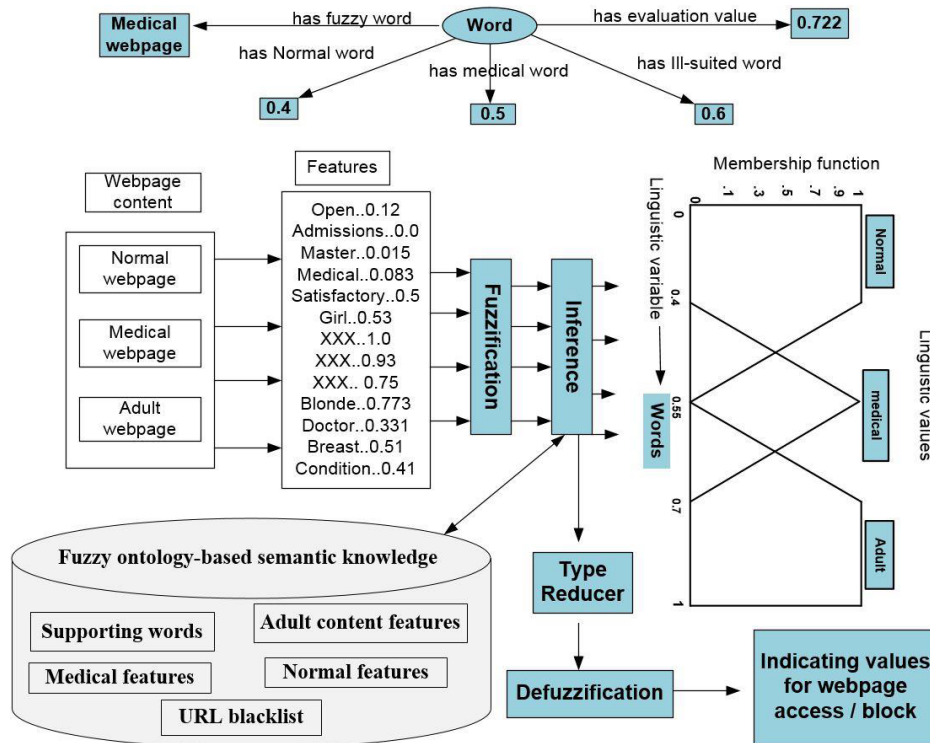 has fuzzy word
Word
has evaluation value
Medical
webpage
0.722
has Normal word
has medical word
has Ill-suited word
0.4
0.5
0.6
Webpage
content
Features
Normal
webpage
Medical
webpage
Adult
webpage
Open..0.12
Admissions..0.0
Master..0.015
Medical..0.083
Satisfactory..0.5
Girl..0.53
XXX..1.0
XXX..0.93
XXX.. 0.75
Blonde..0.773
Doctor..0.331
Breast..0.51
Condition..0.41
Fuzzification
Inference
Linguistic variable
Words
Membership function
0
.1
.3
.5
.7
.9
1
0
0.4
0.55
0.7
1
Normal
medical
Adult
Linguistic values
Fuzzy ontology-based semantic knowledge
Supporting words
Adult content features
Medical features
Normal features
URL blacklist
Type
Reducer
Defuzzification
Indicating values
for webpage
access / block